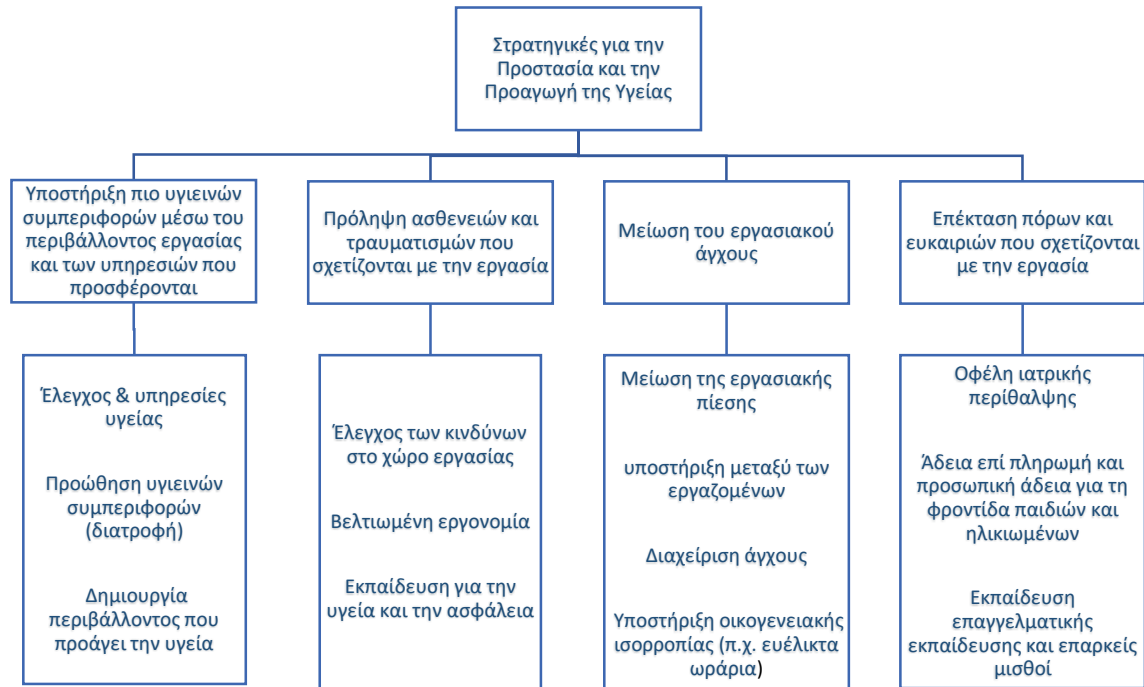 Στρατηγικές για την
Προστασία και την
Προαγωγή της Υγείας
Υποστήριξη πιο υγιεινών
συμπεριφορών μέσω του
περιβάλλοντος εργασίας
και των υπηρεσιών που
προσφέρονται
Πρόληψη ασθενειών και
τραυματισμών που
σχετίζονται με την εργασία
Μείωση του εργασιακού
άγχους
Επέκταση πόρων και
ευκαιριών που σχετίζονται
με την εργασία
Έλεγχος & υπηρεσίες
υγείας
Προώθηση υγιεινών
συμπεριφορών
(διατροφή)
Δημιουργία
περιβάλλοντος που
προάγει την υγεία
Έλεγχος των κινδύνων
στο χώρο εργασίας
Βελτιωμένη εργονομία
Εκπαίδευση για την
υγεία και την ασφάλεια
Μείωση της εργασιακής
πίεσης
υποστήριξη μεταξύ των
εργαζομένων
Διαχείριση άγχους
Υποστήριξη οικογενειακής
ισορροπίας (π.χ. ευέλικτα
ωράρια)
Οφέλη ιατρικής
περίθαλψης
Άδεια επί πληρωμή και
προσωπική άδεια για τη
φροντίδα παιδιών και
ηλικιωμένων
Εκπαίδευση
επαγγελματικής
εκπαίδευσης και επαρκείς
μισθοί